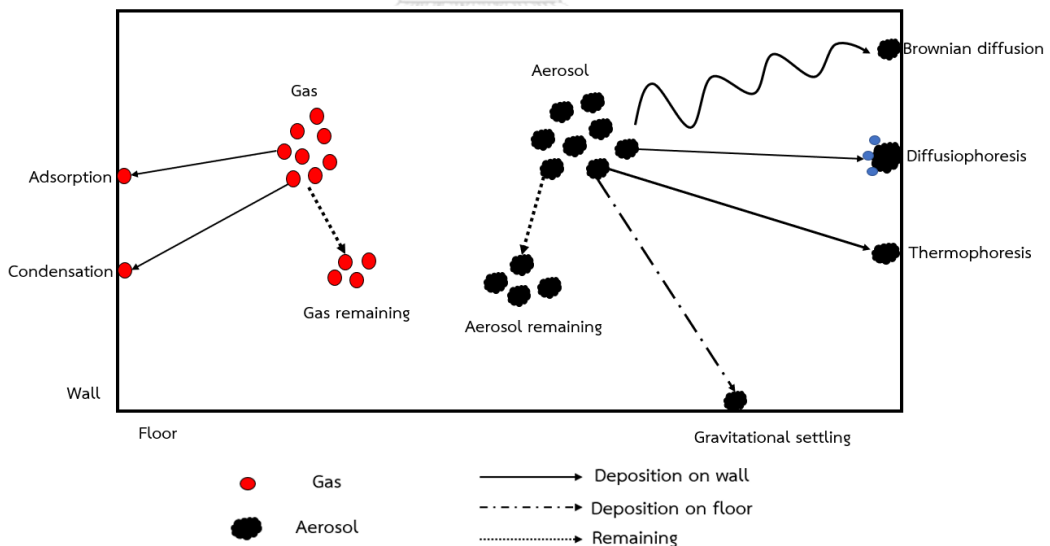 Brownian diffusion
Aerosol
Gas
Diffusiophoresis
Adsorption
Thermophoresis
Condensation
Gas remaining
Aerosol remaining
Wall
Floor
Gravitational settling
Gas
Deposition on wall
Deposition on floor
Aerosol
Remaining